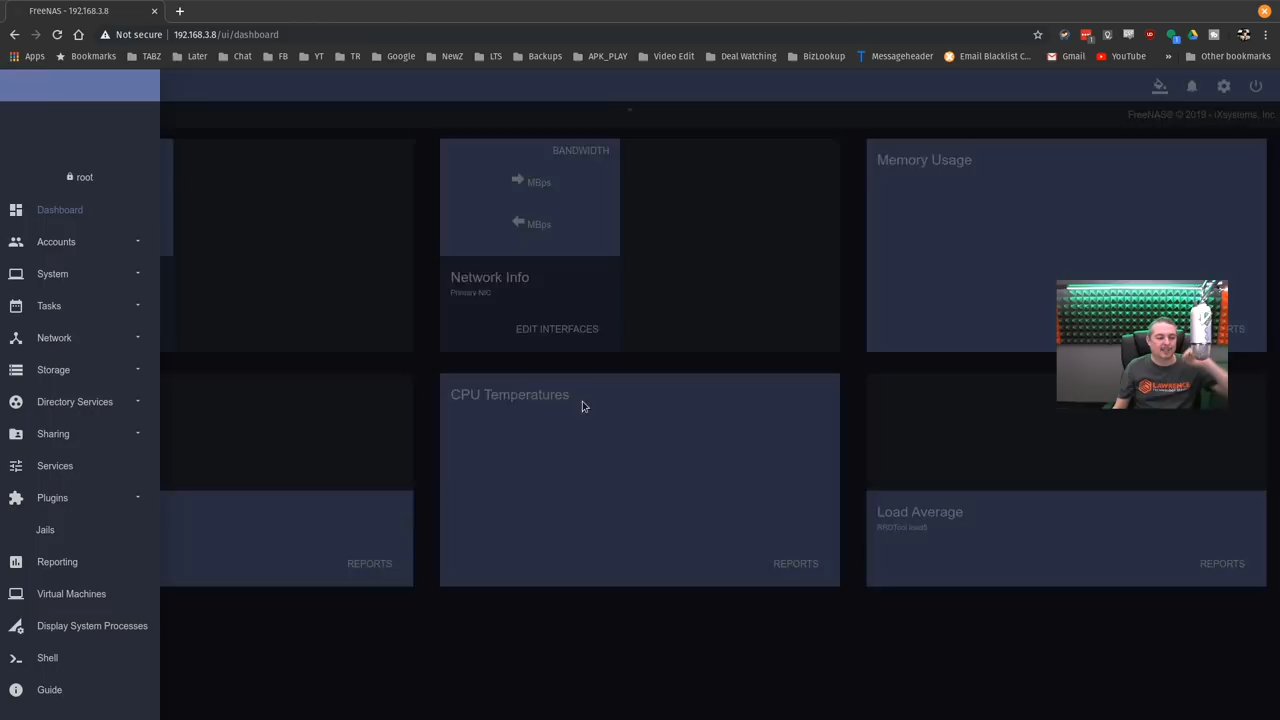 FreeNAS - 192.168.3.8
Not secure
192.168.3.8/ui/dashboard
Apps
Bookmarks
TABZ
Later
Chat
FB
YT
TR
Google
NewZ
LTS
Backups
APK_PLAY
Video Edit
Deal Watching
BizLookup
Messageheader
Email Blacklist C...
Gmail
YouTube
Other bookmarks
FreeNAS® © 2019 - iXsystems, Inc.
root
Dashboard
Accounts
System
Tasks
Network
Storage
Directory Services
Sharing
Services
Plugins
Jails
Reporting
Virtual Machines
Display System Processes
Shell
Guide
BANDWIDTH
MBps
MBps
Network Info
Primary NIC
EDIT INTERFACES
Memory Usage
LAWRENCE
REPORTS
CPU Temperatures
REPORTS
Load Average
REPORTS